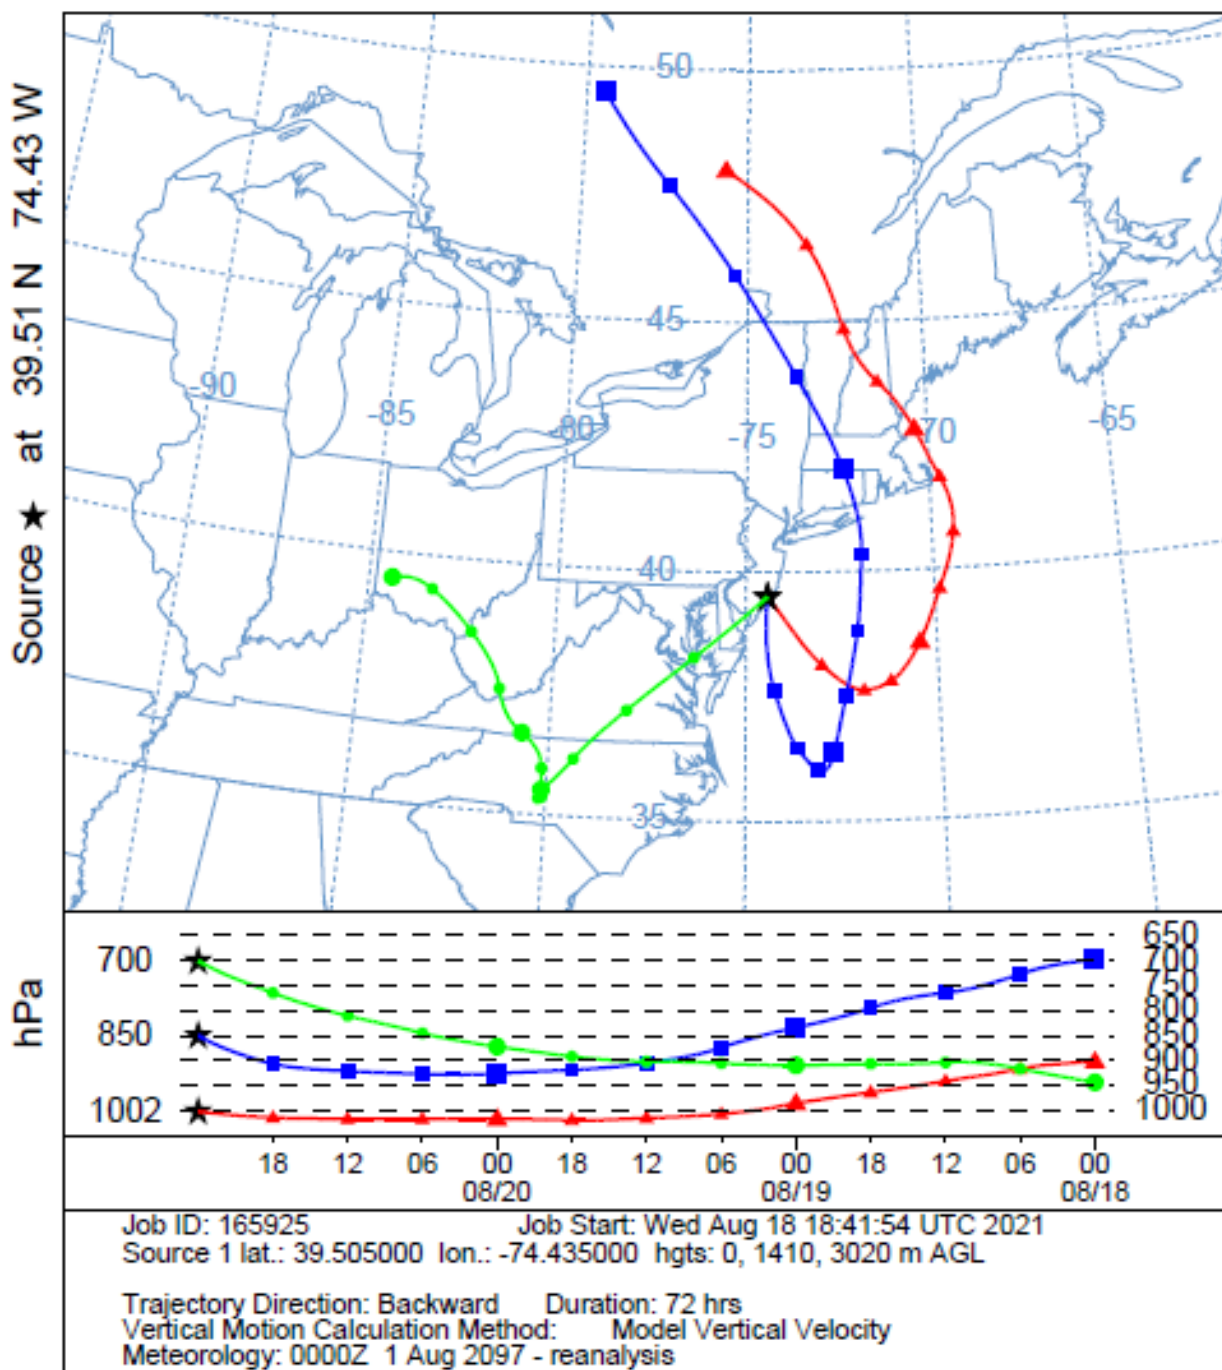 Source ★ at 39.51 N 74.43 W
50
45
-90
-85
-80
-75
-70
-65
40
35
hPa
700
850
1002
650
700
750
800
850
900
950
1000
18 12 06 00 18 12 06 00 18 12 06 00
08/20 08/19 08/18
Job ID: 165925 Job Start: Wed Aug 18 18:41:54 UTC 2021
Source 1 lat.: 39.505000 lon.: -74.435000 hgts: 0, 1410, 3020 m AGL
Trajectory Direction: Backward Duration: 72 hrs
Vertical Motion Calculation Method: Model Vertical Velocity
Meteorology: 0000Z 1 Aug 2097 - reanalysis